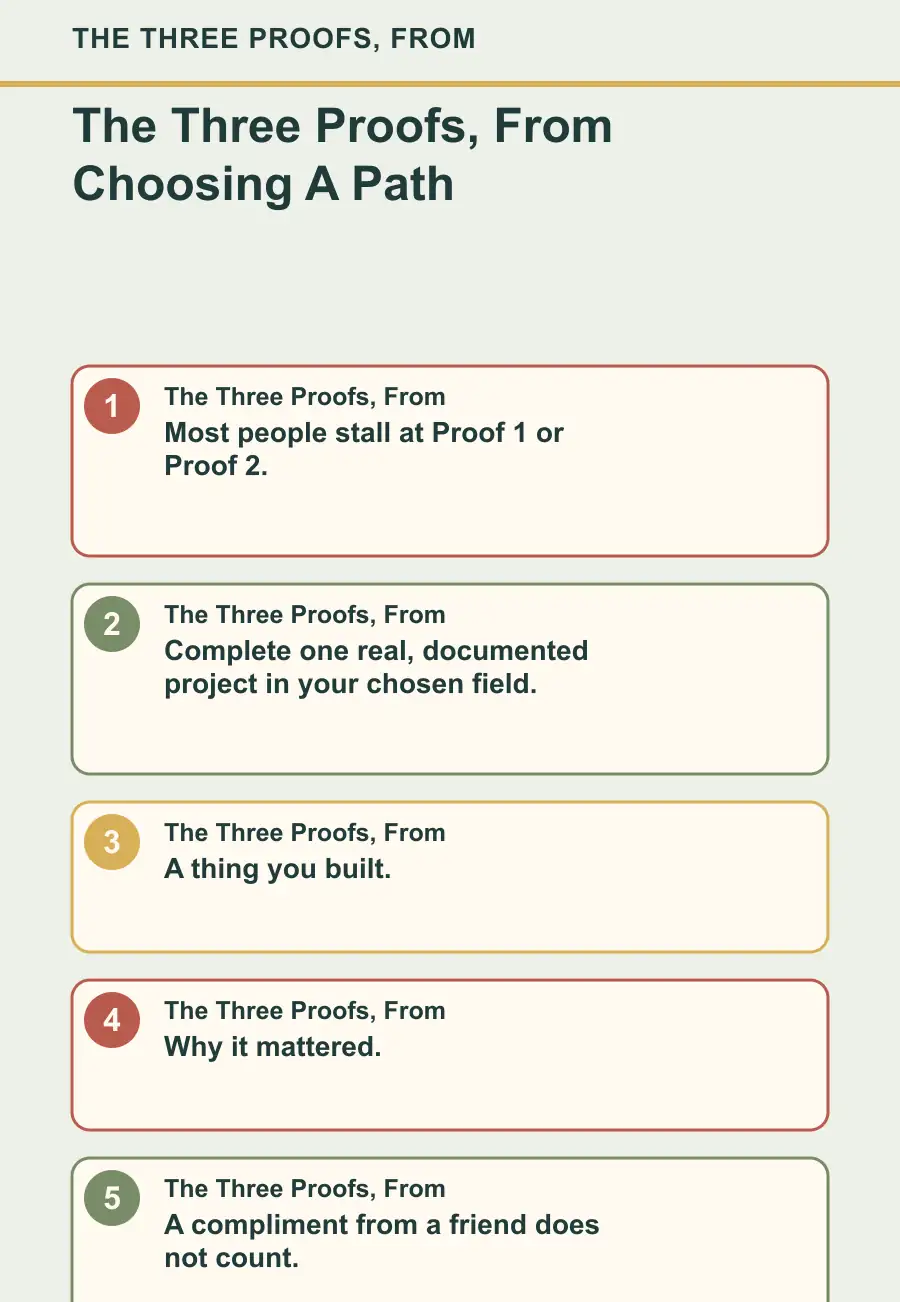 THE THREE PROOFS, FROM
The Three Proofs, From
Choosing A Path
1
The Three Proofs, From
Most people stall at Proof 1 or
Proof 2.
2
The Three Proofs, From
Complete one real, documented
project in your chosen field.
3
The Three Proofs, From
A thing you built.
4
The Three Proofs, From
Why it mattered.
5
The Three Proofs, From
A compliment from a friend does
not count.